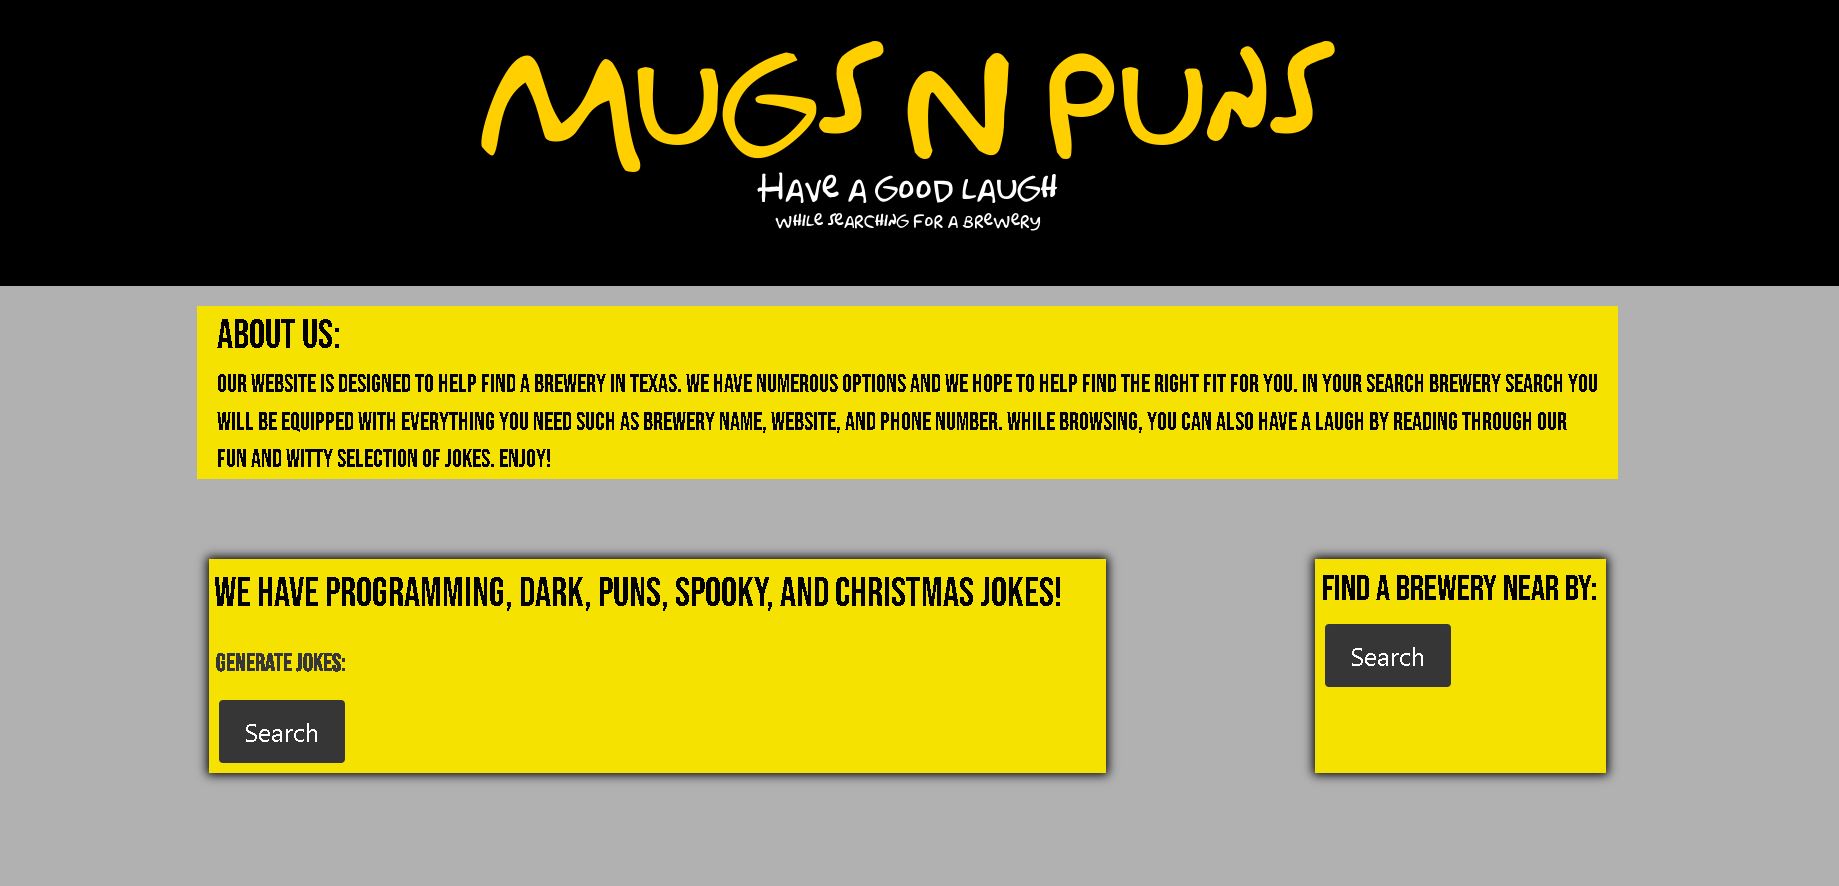 MUGS N PUNS
HAVE A GOOD LAUGH
WHILE SEARCHING FOR A BREWERY
ABOUT US:
OUR WEBSITE IS DESIGNED TO HELP FIND A BREWERY IN TEXAS. WE HAVE NUMEROUS OPTIONS AND WE HOPE TO HELP FIND THE RIGHT FIT FOR YOU. IN YOUR SEARCH BREWERY SEARCH YOU
WILL BE EQUIPPED WITH EVERYTHING YOU NEED SUCH AS BREWERY NAME, WEBSITE, AND PHONE NUMBER. WHILE BROWSING, YOU CAN ALSO HAVE A LAUGH BY READING THROUGH OUR
FUN AND WITTY SELECTION OF JOKES. ENJOY!
WE HAVE PROGRAMMING, DARK, PUNS, SPOOKY, AND CHRISTMAS JOKES!
GENERATE JOKES:
Search
FIND A BREWERY NEAR BY:
Search